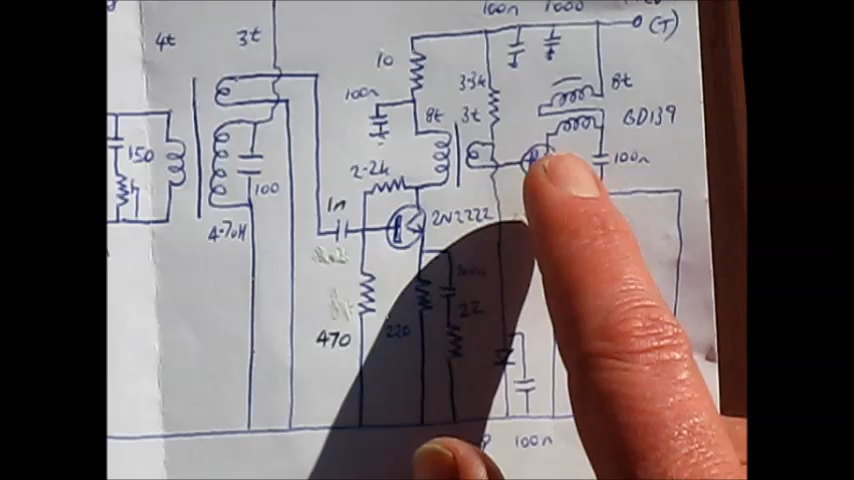 100n 1000
(T)
4t 3t
10
3.3k
8t
100n
8t 3t
BD139
150
100n
2.2k
100
1n
2N2222
4.70H
22
470
220
100n